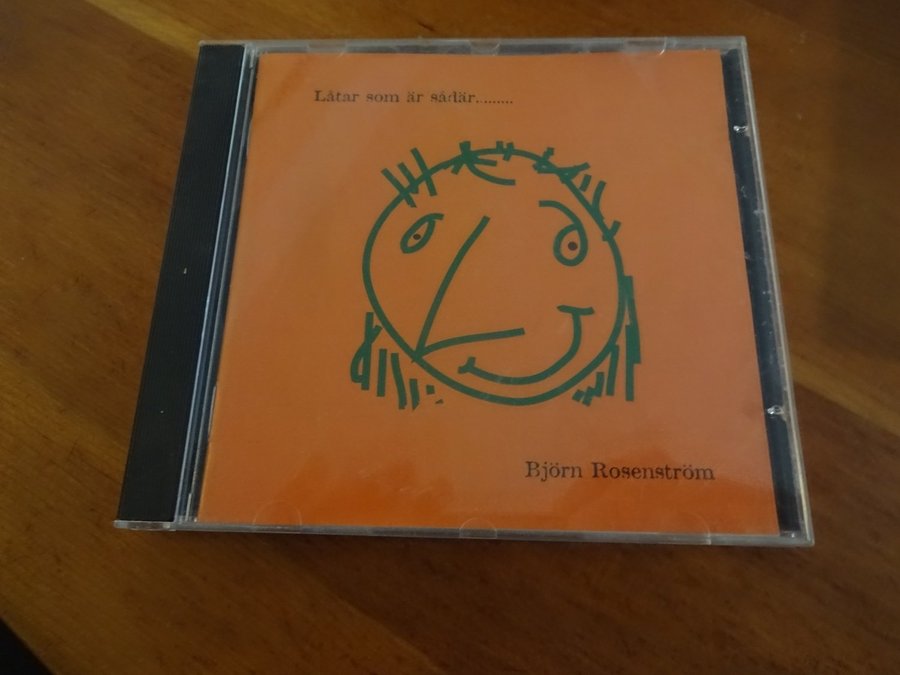 Låtar som är sådär.........
Björn Rosenström